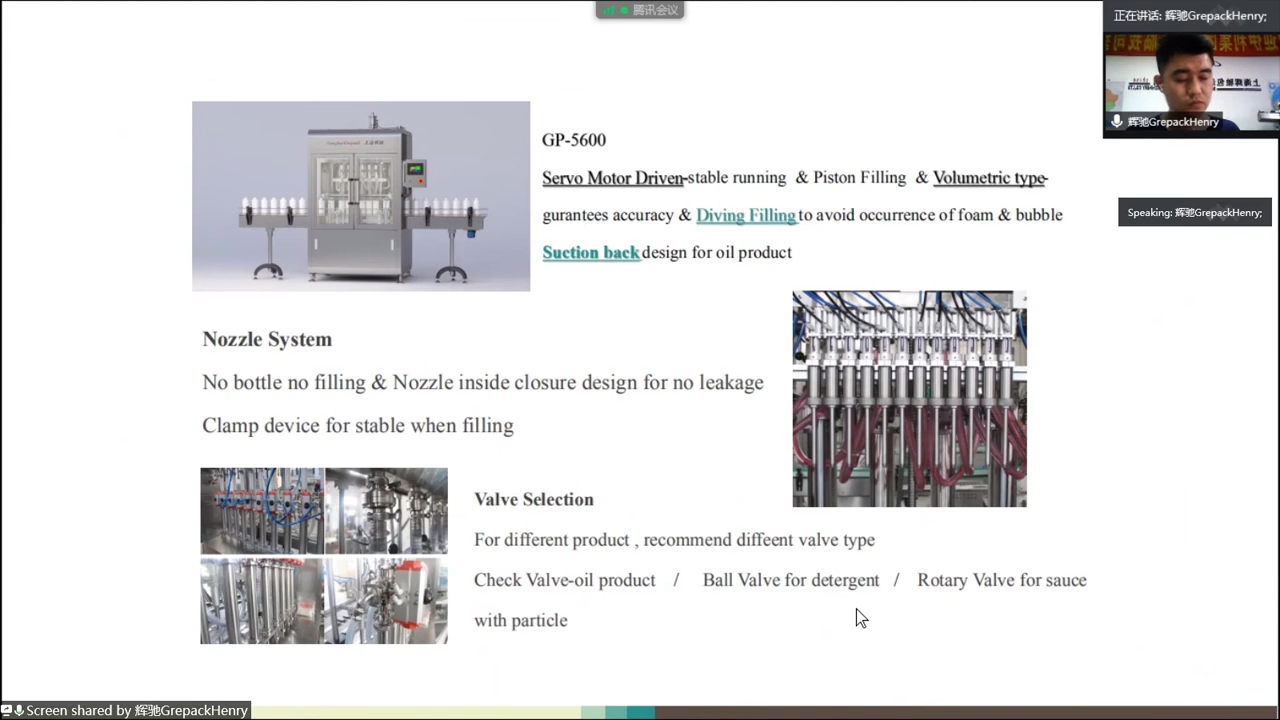 腾讯会议
正在讲话: 辉驰GrepackHenry;
辉驰GrepackHenry
Speaking: 辉驰GrepackHenry;
GP-5600
Servo Motor Driven-stable running & Piston Filling & Volumetric type-
gurantees accuracy & Diving Filling to avoid occurrence of foam & bubble
Suction back design for oil product
Nozzle System
No bottle no filling & Nozzle inside closure design for no leakage
Clamp device for stable when filling
Valve Selection
For different product , recommend diffeent valve type
Check Valve-oil product / Ball Valve for detergent / Rotary Valve for sauce
with particle
Screen shared by 辉驰GrepackHenry